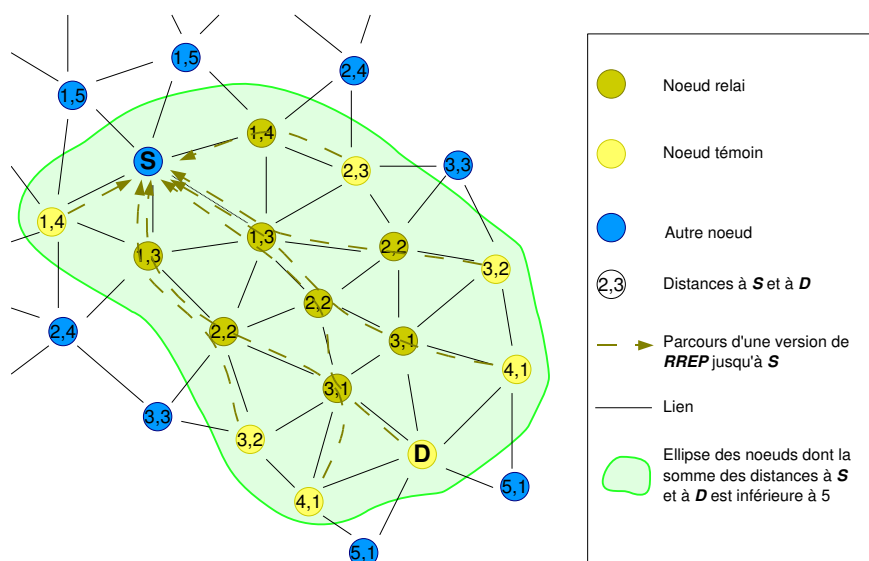 1,5
2,4
1,5
1,4
S
2,3
3,3
1,4
1,3
2,2
1,3
3,2
2,2
2,4
2,2
3,1
4,1
3,1
3,3
3,2
D
5,1
4,1
5,1
Noeud relai
Noeud témoin
Autre noeud
2,3
Distances à S et à D
Parcours d'une version de
RREP jusqu'à S
Lien
Ellipse des noeuds dont la
somme des distances à S
et à D est inférieure à 5